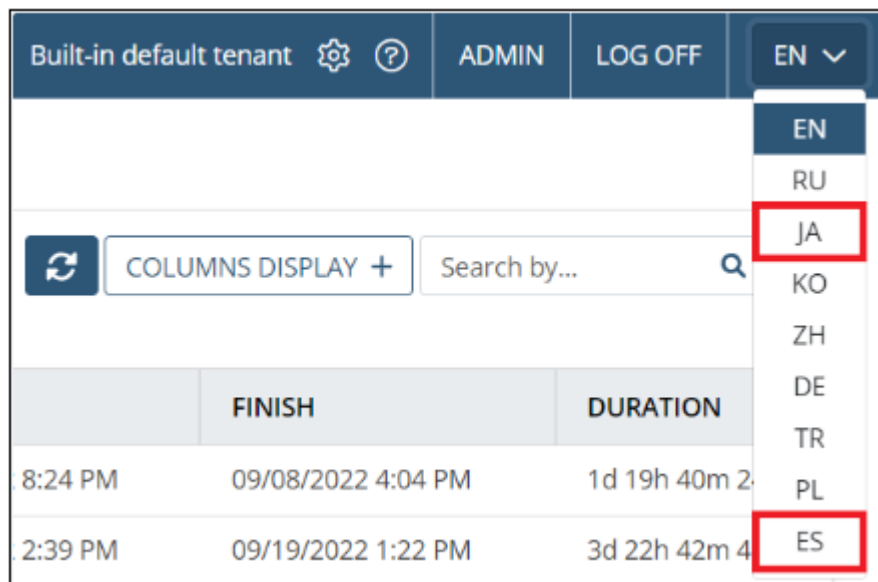 Built-in default tenant ADMIN LOG OFF EN
EN
RU
JA
COLUMNS DISPLAY + Search by...
KO
ZH
DE
FINISH DURATION
TR
8:24 PM 09/08/2022 4:04 PM 1d 19h 40m
PL
2:39 PM 09/19/2022 1:22 PM 3d 22h 42m
ES